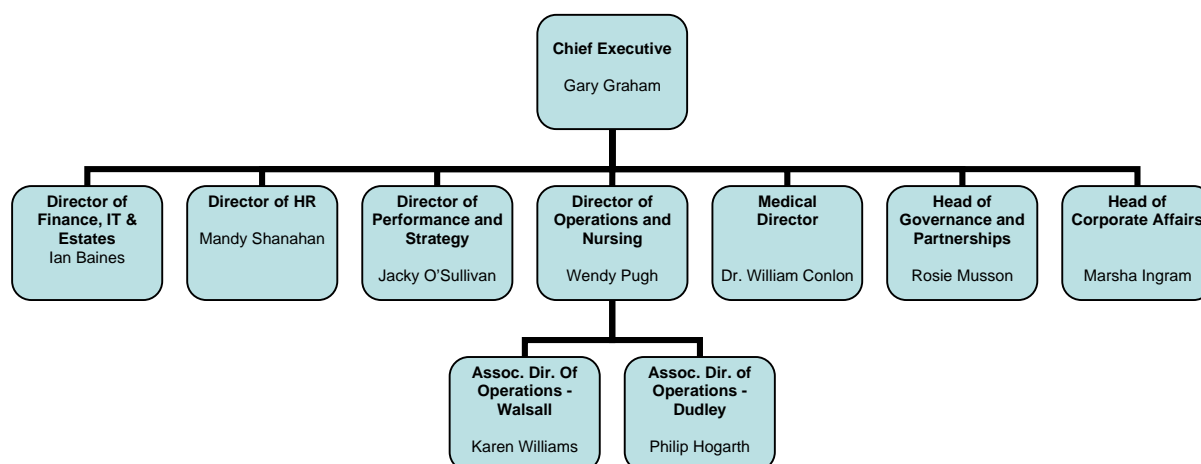 Chief Executive
Gary Graham
Director of
Finance, IT &
Estates
Ian Baines
Director of HR
Mandy Shanahan
Director of
Performance and
Strategy
Jacky O’Sullivan
Director of
Operations and
Nursing
Wendy Pugh
Medical
Director
Dr. William Conlon
Head of
Governance and
Partnerships
Rosie Musson
Head of
Corporate Affairs
Marsha Ingram
Assoc. Dir. Of
Operations -
Walsall
Karen Williams
Assoc. Dir. of
Operations -
Dudley
Philip Hogarth